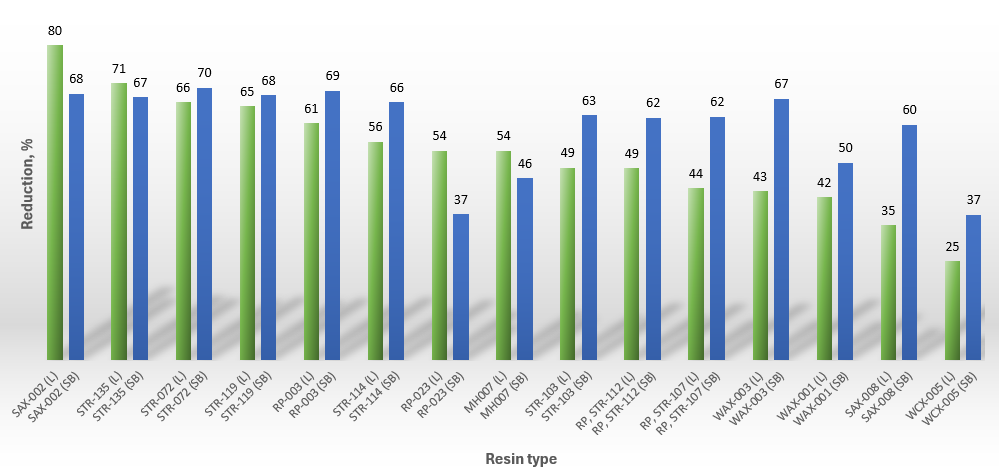 Reduction, %
80
68
71
67
66
70
65
68
61
69
56
66
54
37
54
46
49
63
49
62
44
62
43
67
42
50
35
60
25
37
SAX-002 (L)
SAX-002 (SB)
STR-135 (L)
STR-135 (SB)
STR-072 (L)
STR-072 (SB)
STR-119 (L)
STR-119 (SB)
RP-003 (L)
RP-003 (SB)
STR-114 (L)
STR-114 (SB)
RP-023 (L)
RP-023 (SB)
MH007 (L)
MH007 (SB)
STR-103 (L)
STR-103 (SB)
RP, STR-112 (L)
RP, STR-112 (SB)
RP, STR-107 (L)
RP, STR-107 (SB)
WAX-003 (L)
WAX-003 (SB)
WAX-001 (L)
WAX-001 (SB)
SAX-008 (L)
SAX-008 (SB)
WCX-005 (L)
WCX-005 (SB)
Resin type